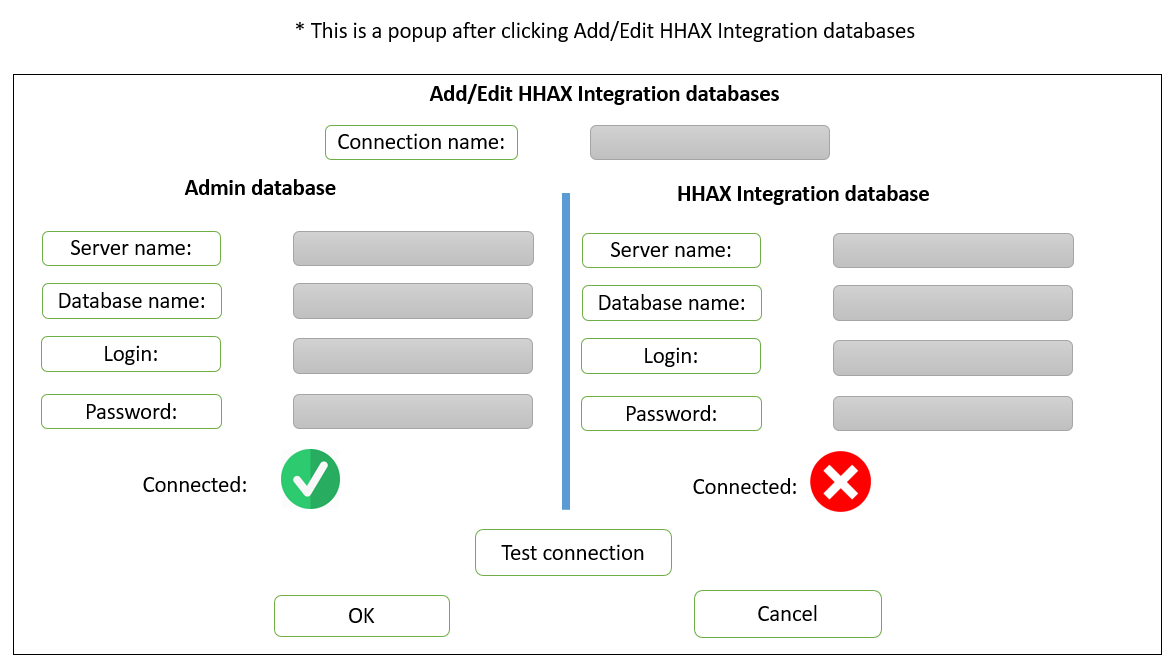 * This is a popup after clicking Add/Edit HHAX Integration databases
Add/Edit HHAX Integration databases
Connection name:
Admin database
Server name:
Database name:
Login:
Password:
Connected:
HHAX Integration database
Server name:
Database name:
Login:
Password:
Connected:
Test connection
OK
Cancel